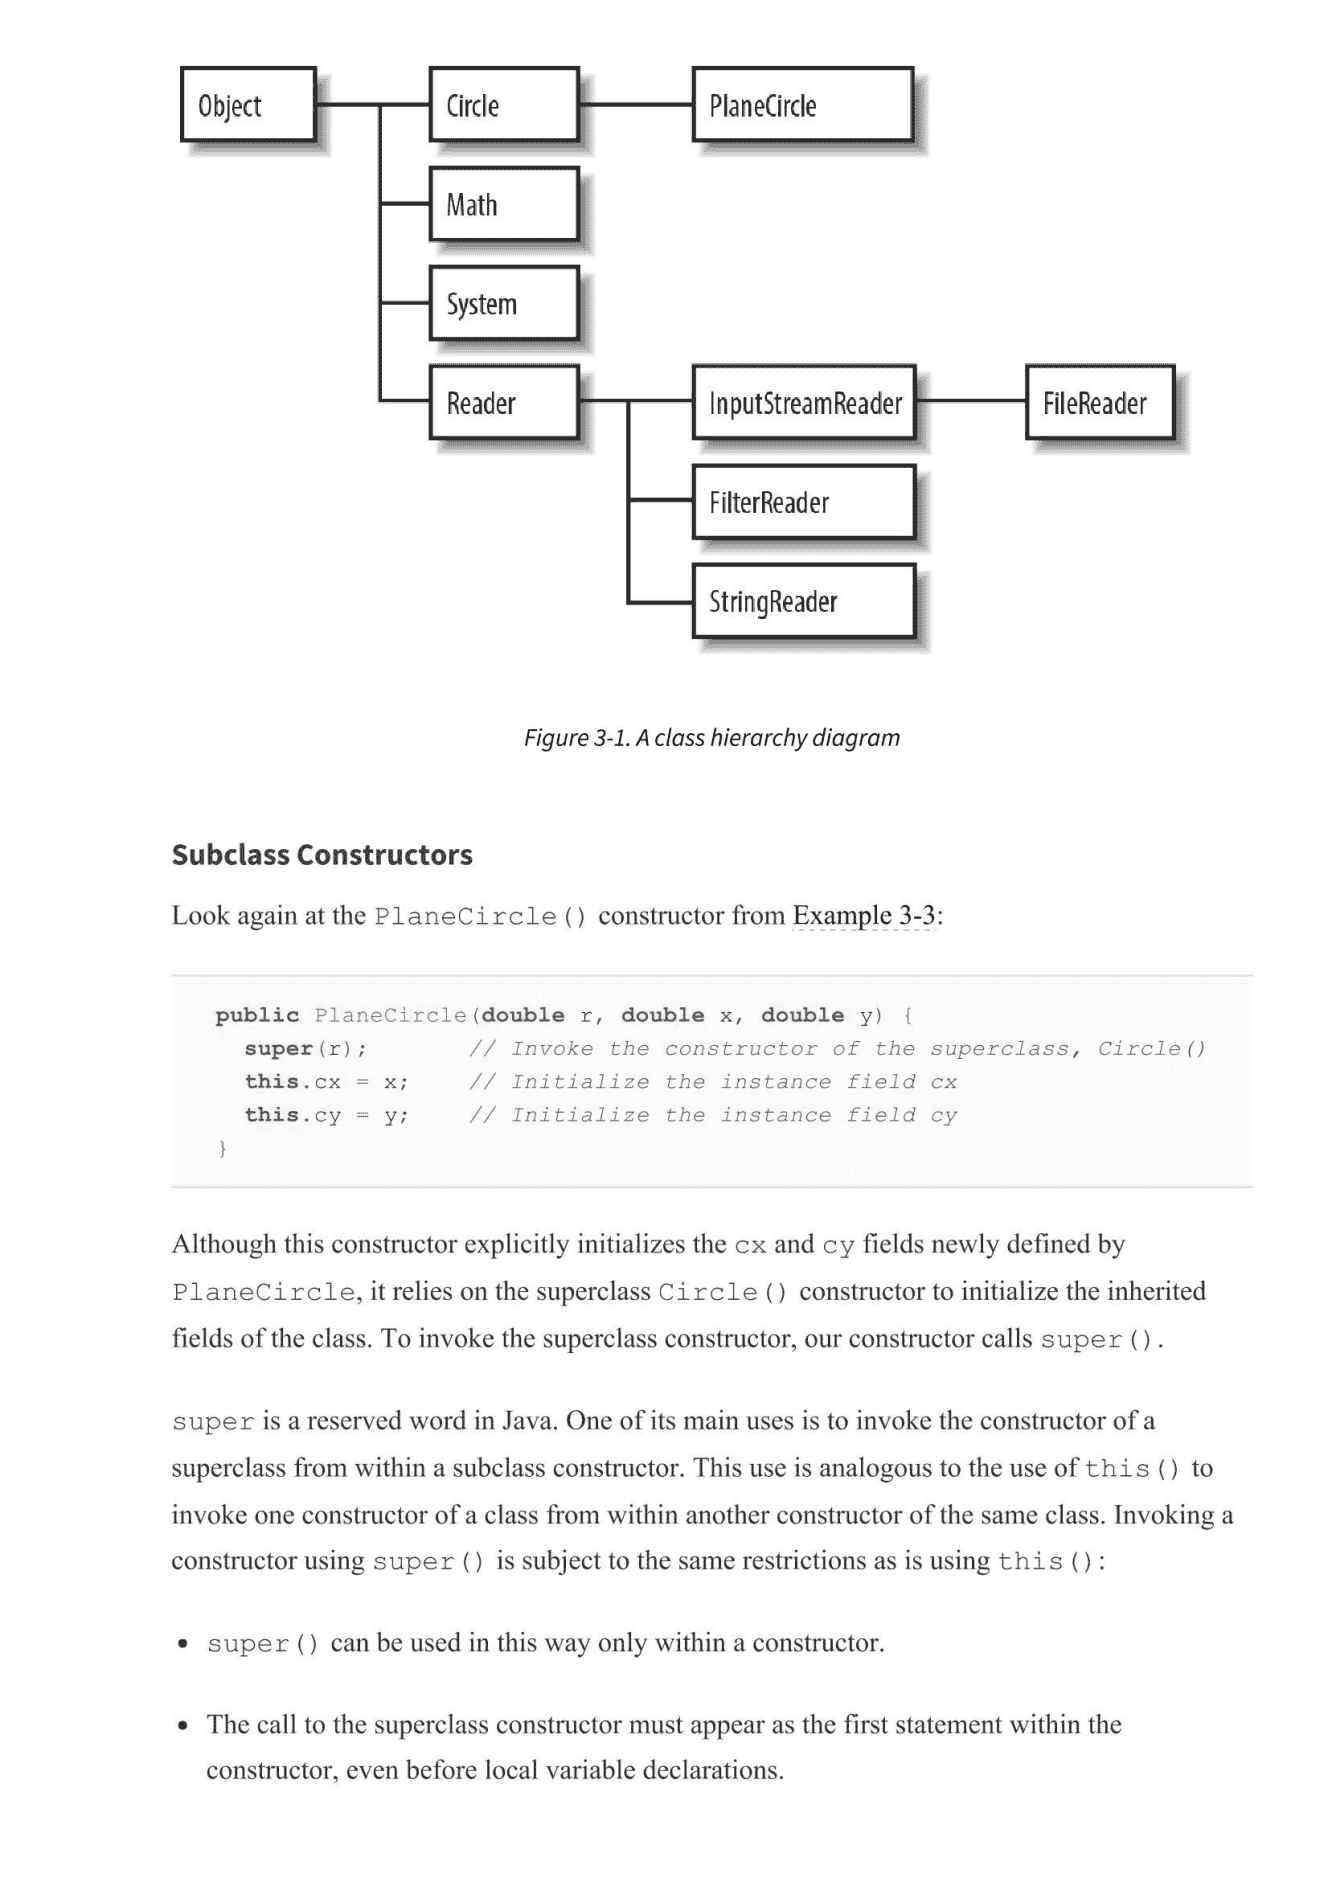 Object
Circle
PlaneCircle
Math
System
Reader
InputStreamReader
FileReader
FilterReader
StringReader
Figure 3-1. A class hierarchy diagram
Subclass Constructors
Look again at the PlaneCircle() constructor from Example 3-3:
public PlaneCircle(double r, double x, double y) {
super(r);       // Invoke the constructor of the superclass, Circle()
this.cx = x;    // Initialize the instance field cx
this.cy = y;    // Initialize the instance field cy
}
Although this constructor explicitly initializes the cx and cy fields newly defined by
PlaneCircle, it relies on the superclass Circle() constructor to initialize the inherited
fields of the class. To invoke the superclass constructor, our constructor calls super().
super is a reserved word in Java. One of its main uses is to invoke the constructor of a
superclass from within a subclass constructor. This use is analogous to the use of this() to
invoke one constructor of a class from within another constructor of the same class. Invoking a
constructor using super() is subject to the same restrictions as is using this():
• super() can be used in this way only within a constructor.
• The call to the superclass constructor must appear as the first statement within the
constructor, even before local variable declarations.